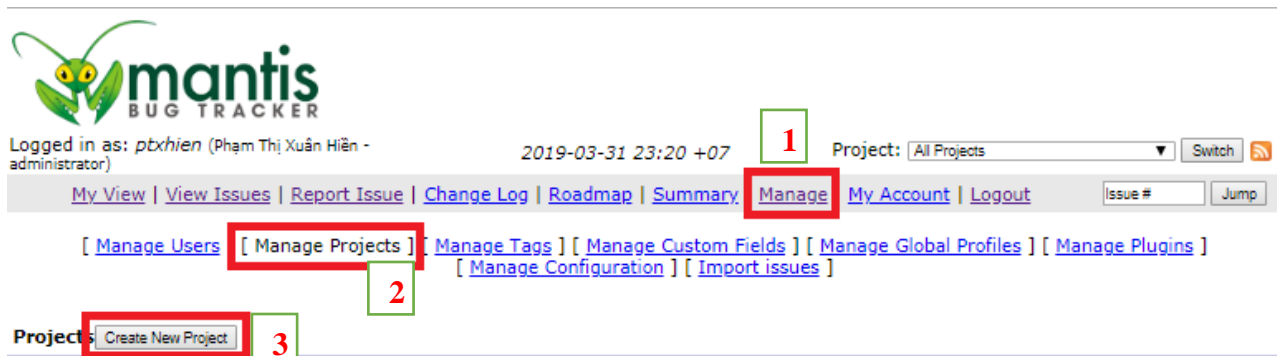 mantis
BUG TRACKER
Logged in as: ptxhien (Phạm Thị Xuân Hiền - administrator)
2019-03-31 23:20 +07
1
Project: All Projects Switch
My View | View Issues | Report Issue | Change Log | Roadmap | Summary Manage My Account | Logout Issue # Jump
[ Manage Users [ Manage Projects ] [ Manage Tags ] [ Manage Custom Fields ] [ Manage Global Profiles ] [ Manage Plugins ]
[ Manage Configuration ] [ Import issues ]
2
Projects Create New Project
3